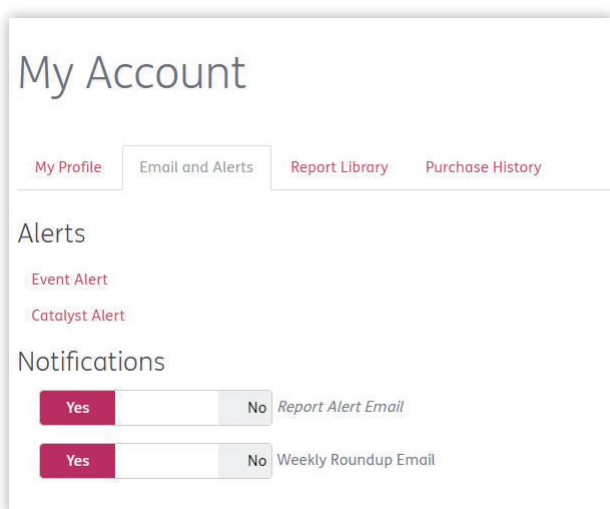 My Account
My Profile Email and Alerts Report Library Purchase History
Alerts
Event Alert
Catalyst Alert
Notifications
Yes No Report Alert Email
Yes No Weekly Roundup Email